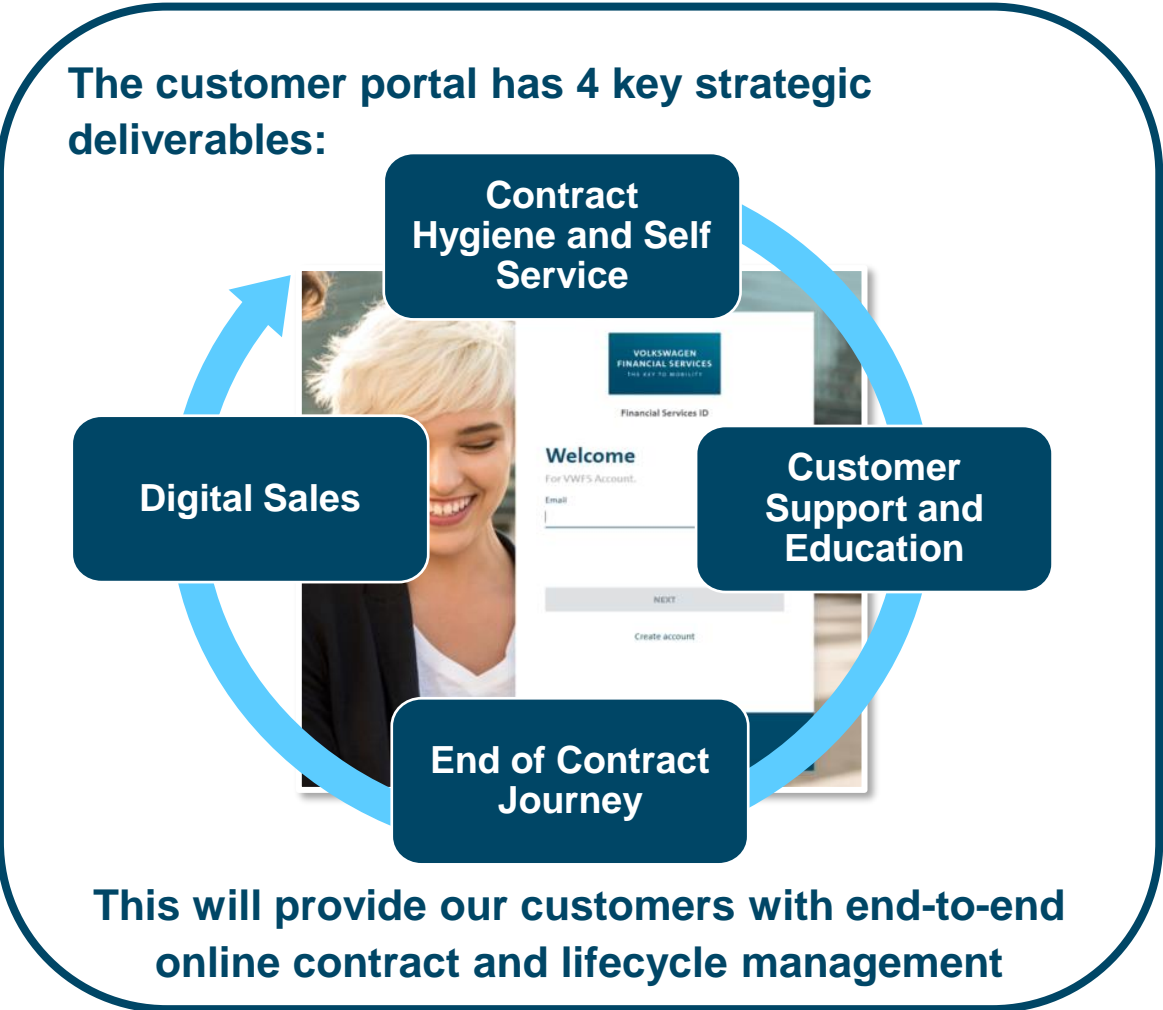 The customer portal has 4 key strategic
deliverables:
Contract
Hygiene and Self
Service
VOLKSWAGEN
FINANCIAL SERVICES
THE KEY TO MOBILITY
Financial Services ID
Welcome
For VWFS Account.
Email
NEXT
Create account
Customer
Support and
Education
End of Contract
Journey
Digital Sales
This will provide our customers with end-to-end
online contract and lifecycle management